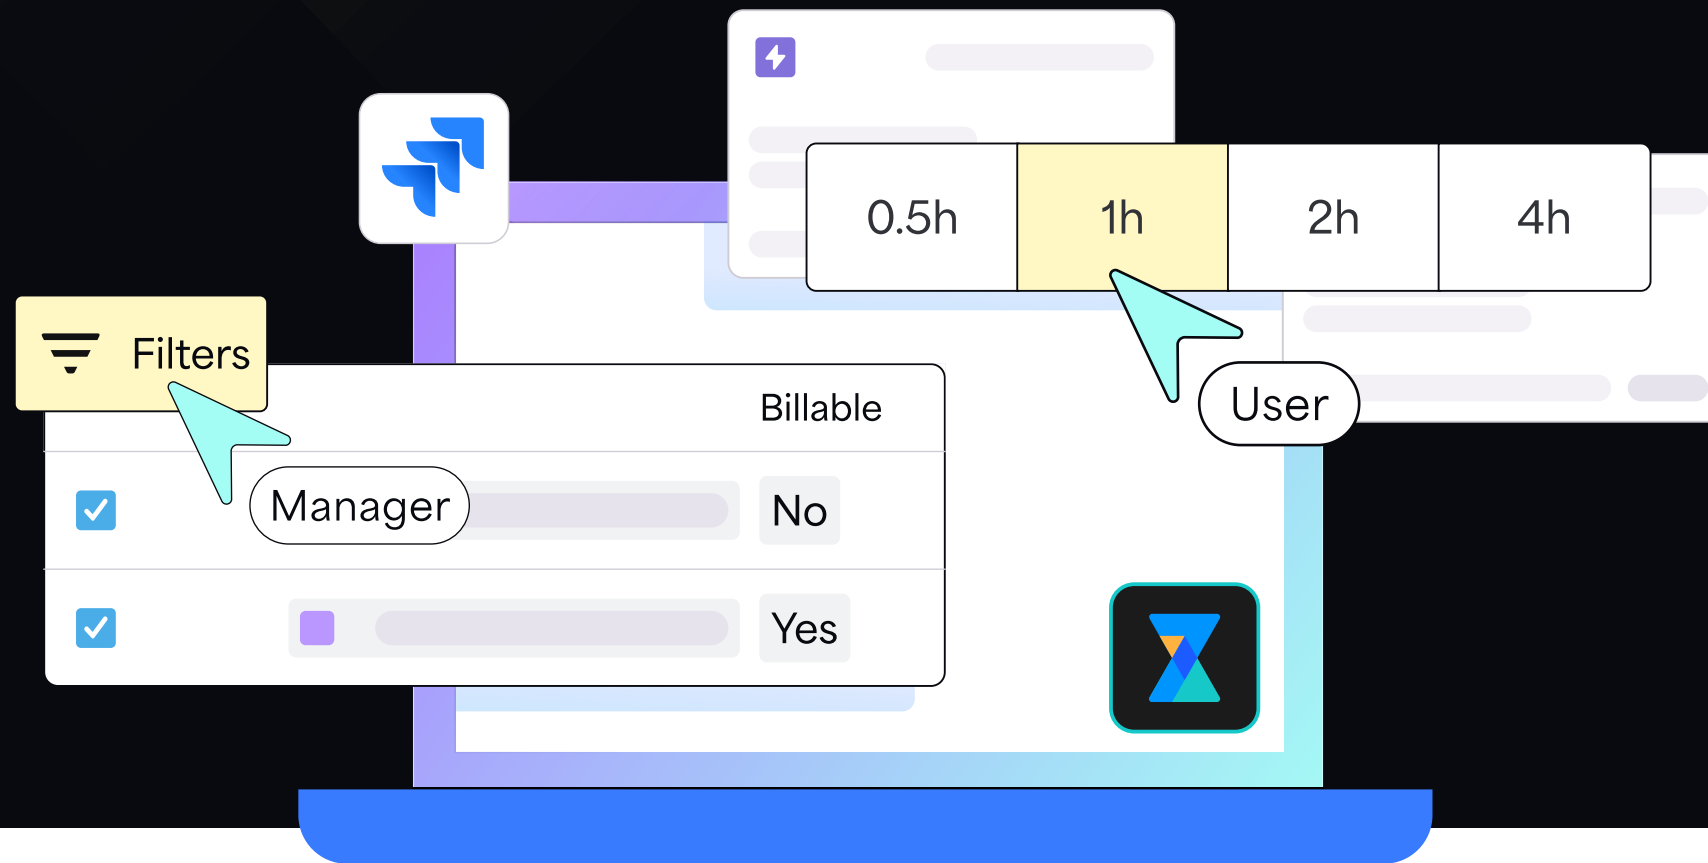 0.5h 1h 2h 4h
User
Filters
Billable
Manager
No
Yes